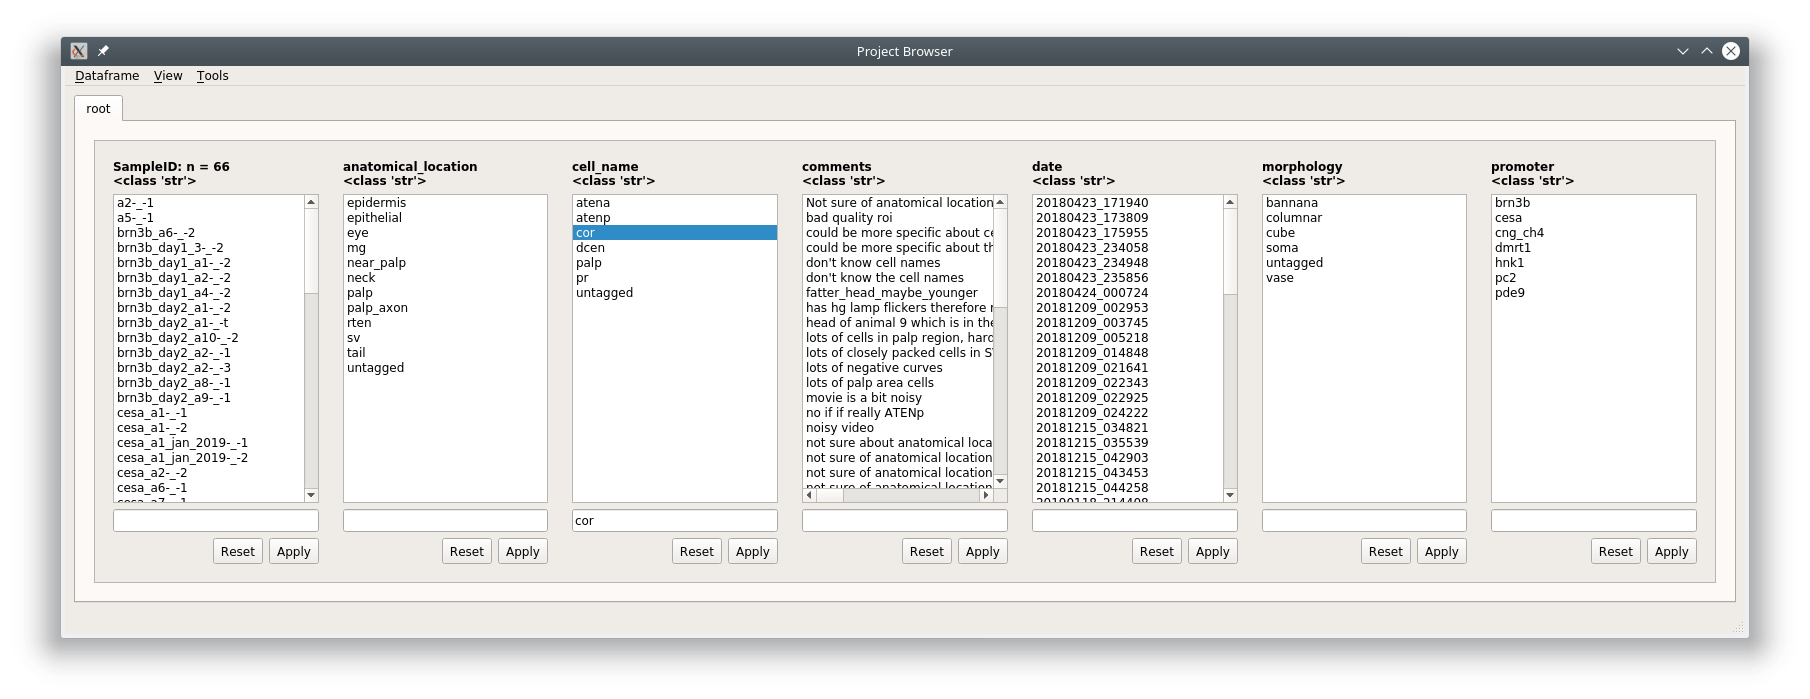 Project Browser
Dataframe View Tools
root
SampleID: n = 66
<class 'str'>
a2-_-1
a5-_-1
brn3b_a6-_-2
brn3b_day1_3-_-2
brn3b_day1_a1-_-2
brn3b_day1_a2-_-2
brn3b_day1_a4-_-2
brn3b_day2_a1-_-2
brn3b_day2_a1-_-t
brn3b_day2_a10-_-2
brn3b_day2_a2-_-1
brn3b_day2_a2-_-3
brn3b_day2_a8-_-1
brn3b_day2_a9-_-1
cesa_a1-_-1
cesa_a1-_-2
cesa_a1_jan_2019-_-1
cesa_a1_jan_2019-_-2
cesa_a2-_-2
cesa_a6-_-1
cesa_a7-_-1
Reset Apply
anatomical_location
<class 'str'>
epidermis
epithelial
eye
mg
near_palp
neck
palp
palp_axon
rten
sv
tail
untagged
Reset Apply
cell_name
<class 'str'>
atena
atenp
cor
dcen
palp
pr
untagged
cor
Reset Apply
comments
<class 'str'>
Not sure of anatomical location
bad quality roi
could be more specific about ce
could be more specific about th
don't know cell names
don't know the cell names
fatter_head_maybe_younger
has hg lamp flickers therefore r
head of animal 9 which is in the
lots of cells in palp region, hard
lots of closely packed cells in S
lots of negative curves
lots of palp area cells
movie is a bit noisy
no if if really ATENp
noisy video
not sure about anatomical loca
not sure of anatomical location
not sure of anatomical location
not sure of anatomical location
Reset Apply
date
<class 'str'>
20180423_171940
20180423_173809
20180423_175955
20180423_234058
20180423_234948
20180423_235856
20180424_000724
20181209_002953
20181209_003745
20181209_005218
20181209_014848
20181209_021641
20181209_022343
20181209_022925
20181209_024222
20181215_034821
20181215_035539
20181215_042903
20181215_043453
20181215_044258
20190118_214408
Reset Apply
morphology
<class 'str'>
bannana
columnar
cube
soma
untagged
vase
Reset Apply
promoter
<class 'str'>
brn3b
cesa
cng_ch4
dmrt1
hnk1
pc2
pde9
Reset Apply